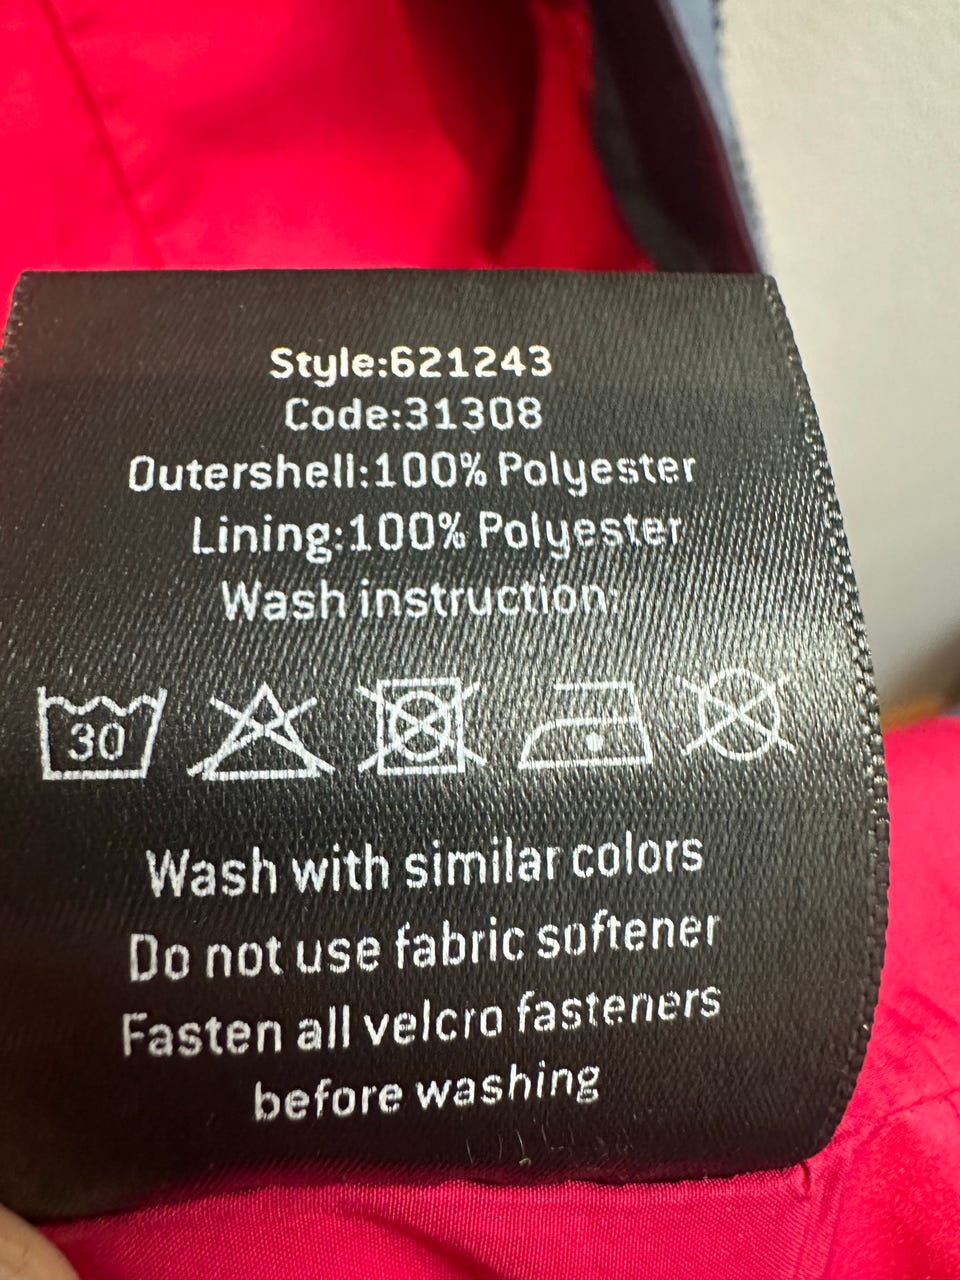 Style:621243
Code:31308
Outershell:100% Polyester
Lining:100% Polyester
Wash instruction:
30
Wash with similar colors
Do not use fabric softener
Fasten all velcro fasteners
before washing